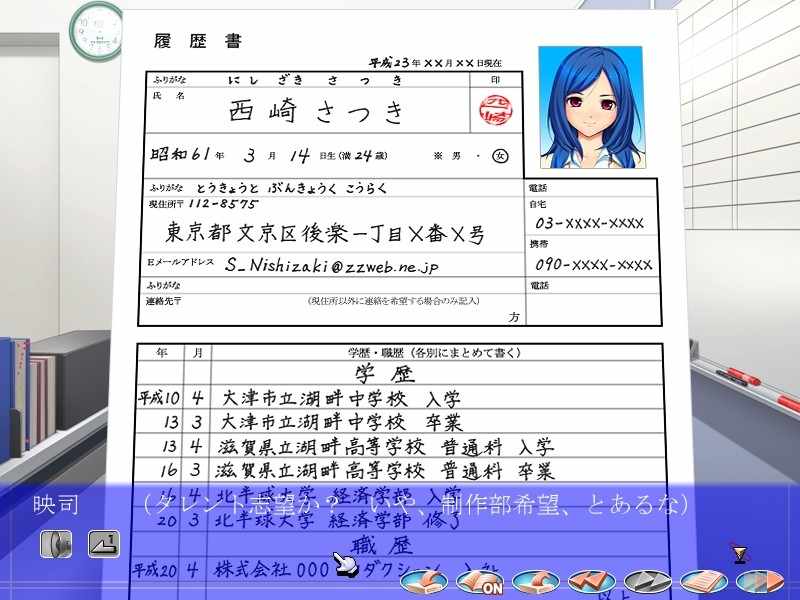 履歴書
平成23年××月××日現在
ふりがな にしざき さつき 印
氏名 西崎さつき
昭和61年 3月 14日生(満24歳) ※ 男・女
ふりがな とうきょうと ぶんきょうく こうらく 電話
現住所〒112-8575 自宅
03-XXXX-XXXX
東京都文京区後楽一丁目X番X号
携帯
Eメールアドレス S_Nishizaki@zzweb.ne.jp 090-XXXX-XXXX
ふりがな 電話
連絡先〒 (現住所以外に連絡を希望する場合のみ記入)
方
年 月 学歴・職歴(各別にまとめて書く)
学歴
平成10 4 大津市立湖畔中学校 入学
13 3 大津市立湖畔中学校 卒業
13 4 滋賀県立湖畔高等学校 普通科 入学
16 3 滋賀県立湖畔高等学校 普通科 卒業
4 北半球大学 経済学部 入学
映司 (タレント志望か? いや、制作部希望、とあるな)
20 3 北半球大学 経済学部 修了
職歴
平成20 4 株式会社000 ダクション
以上
ON